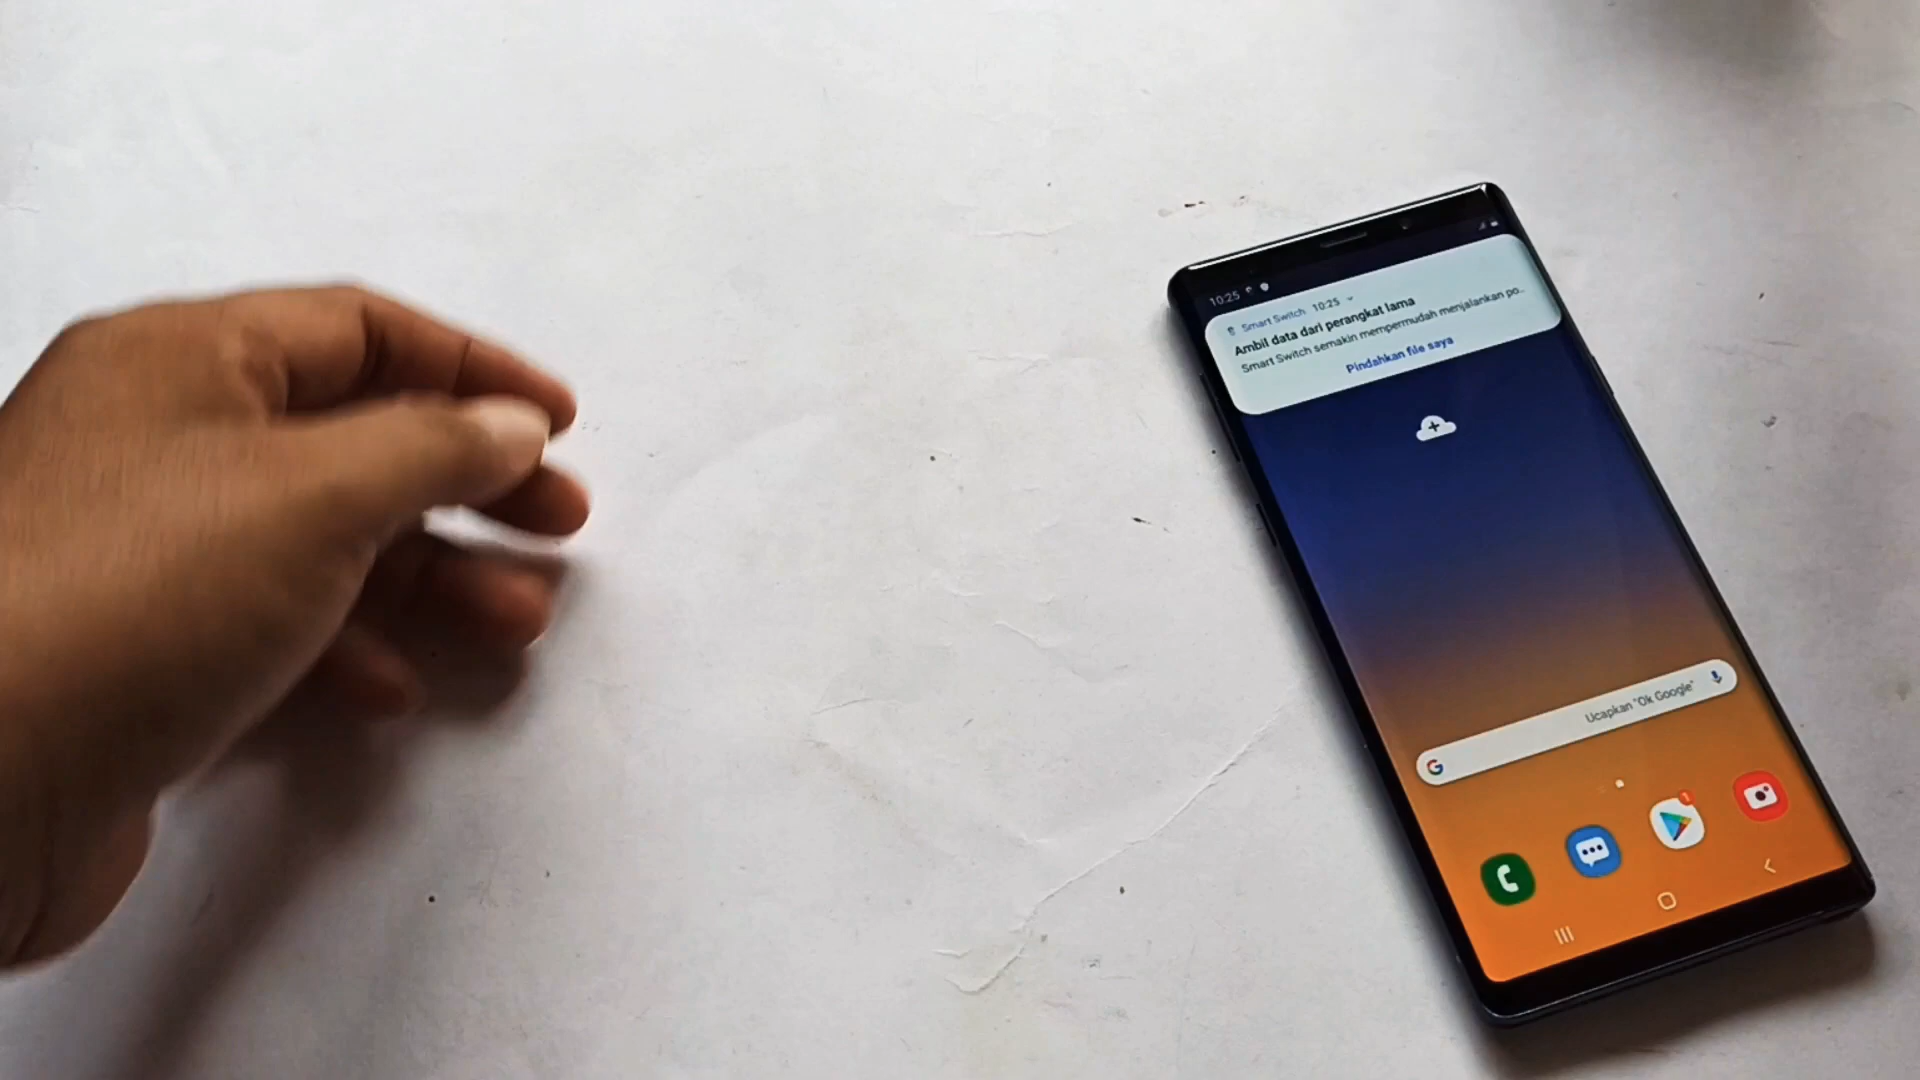 10:25
Smart Switch 10:25
Ambil data dari perangkat lama
Smart Switch semakin mempermudah menjalankan po..
Pindahkan file saya
Ucapkan "Ok Google"
1